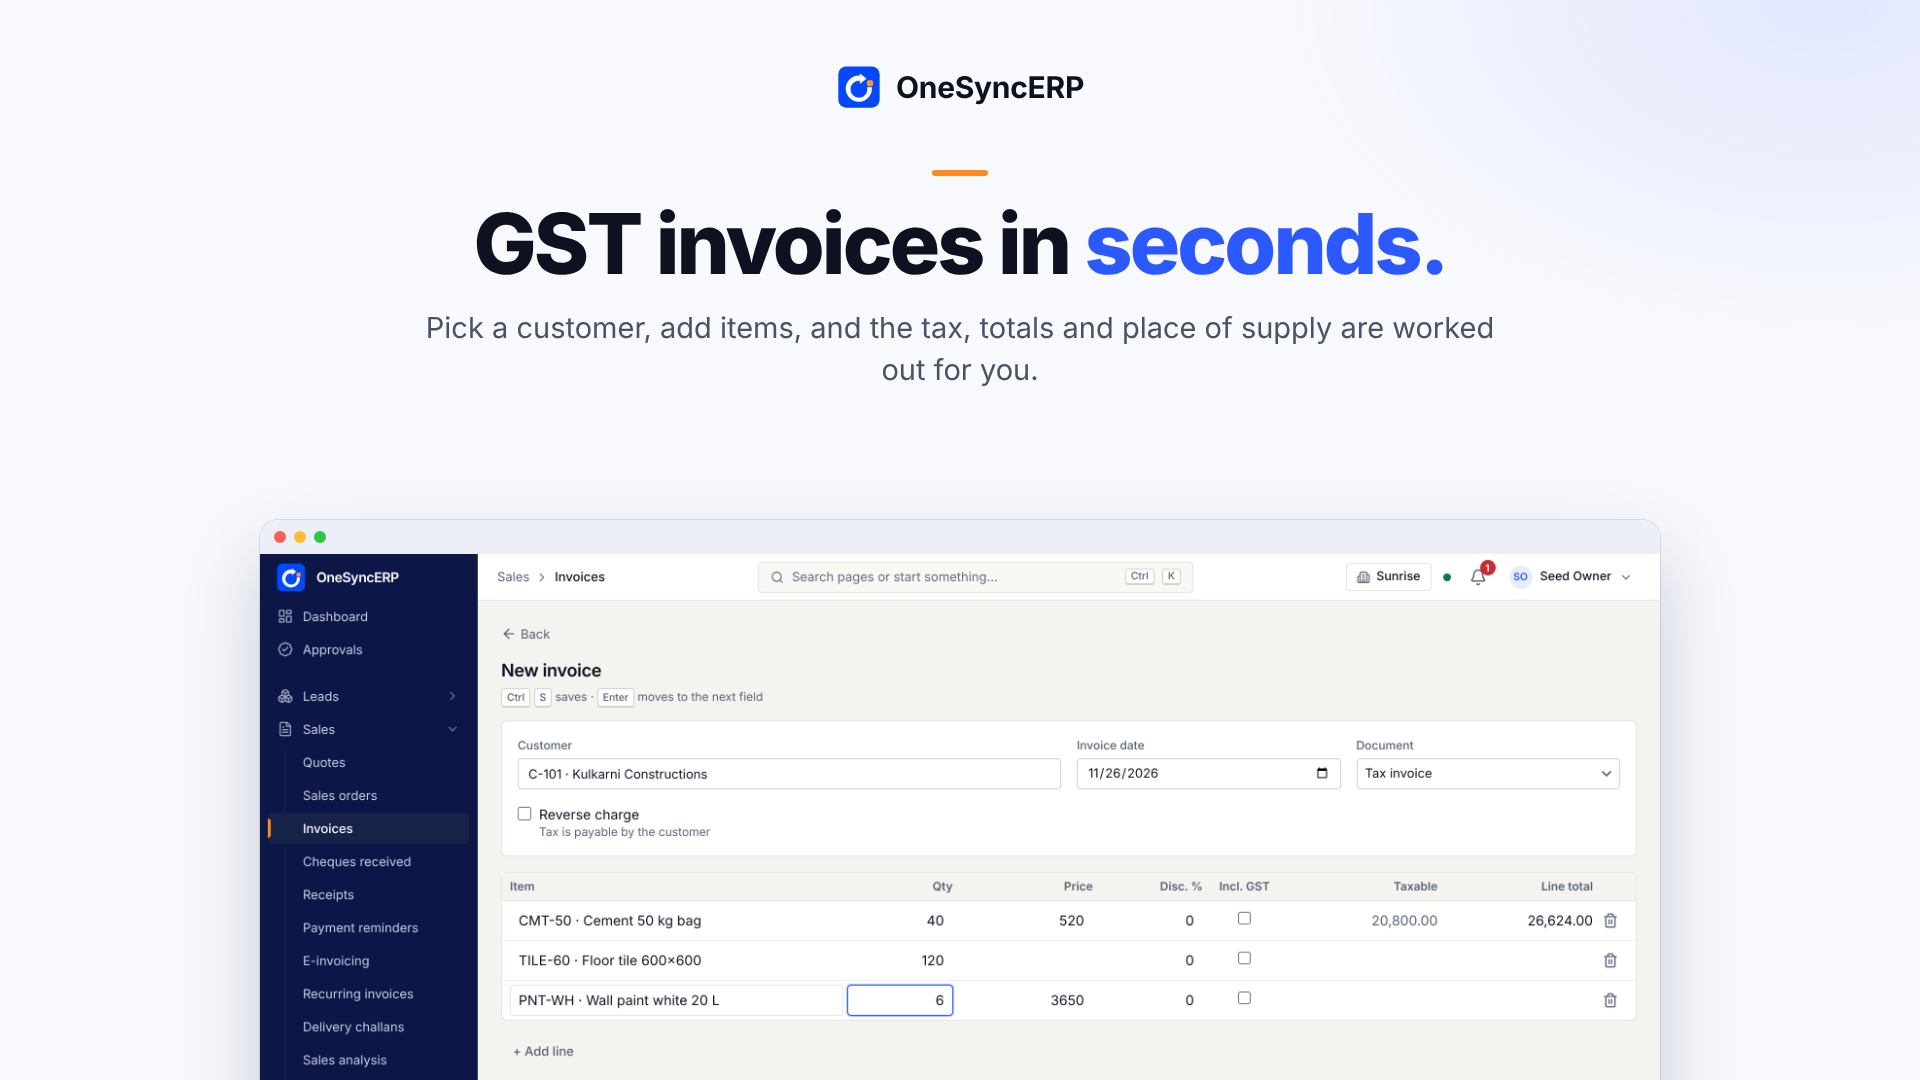 OneSyncERP
GST invoices in seconds.
Pick a customer, add items, and the tax, totals and place of supply are worked
out for you.
OneSyncERP
Sales > Invoices
Search pages or start something... Ctrl K
Sunrise
1
SO Seed Owner
Dashboard
Approvals
Leads
Sales
Quotes
Sales orders
Invoices
Cheques received
Receipts
Payment reminders
E-invoicing
Recurring invoices
Delivery challans
Sales analysis
← Back
New invoice
Ctrl S saves · Enter moves to the next field
Customer Invoice date Document
C-101 · Kulkarni Constructions 11/26/2026 Tax invoice
Reverse charge
Tax is payable by the customer
Item Qty Price Disc. % Incl. GST Taxable Line total
CMT-50 · Cement 50 kg bag 40 520 0 20,800.00 26,624.00
TILE-60 · Floor tile 600×600 120 0
PNT-WH · Wall paint white 20 L 6 3650 0
+ Add line